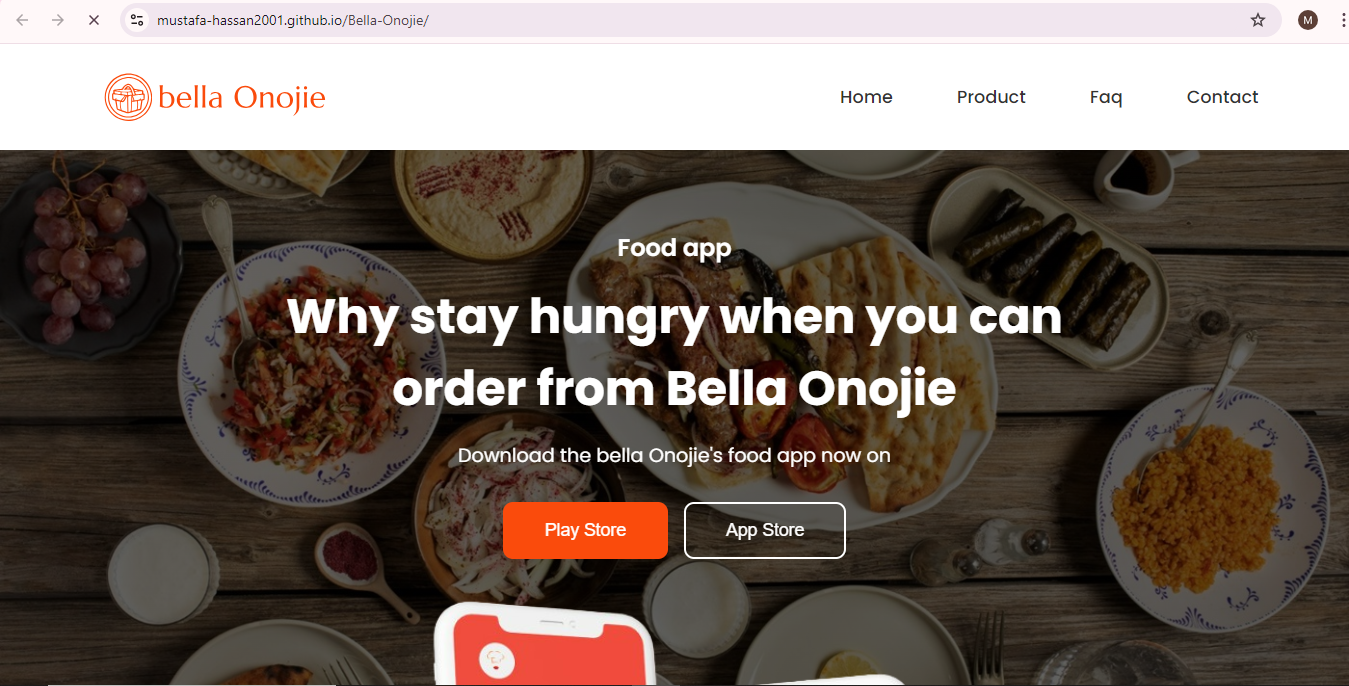 mustafa-hassan2001.github.io/Bella-Onojie/
M
bella Onojie
Home Product Faq Contact
Food app
Why stay hungry when you can
order from Bella Onojie
Download the bella Onojie's food app now on
Play Store App Store